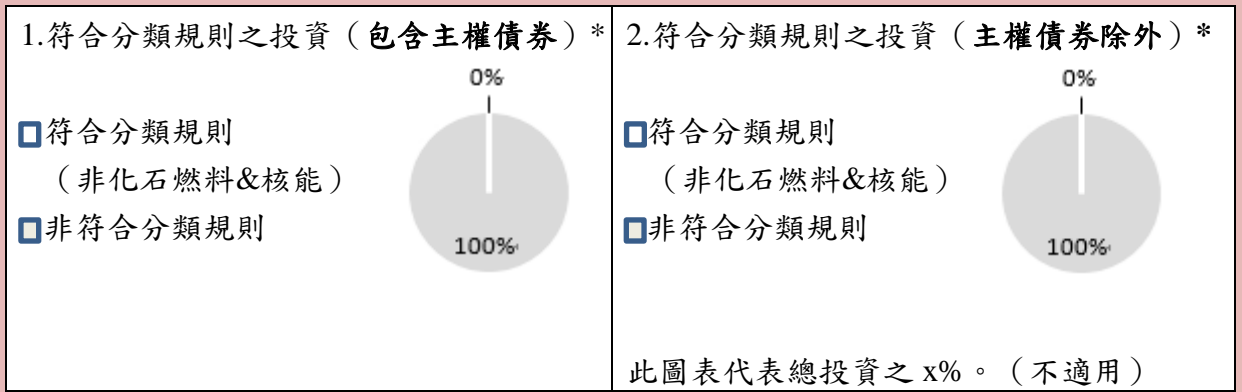 1.符合分類規則之投資（包含主權債券）*
0%
符合分類規則
（非化石燃料&核能）
非符合分類規則
100%
2.符合分類規則之投資（主權債券除外）*
0%
符合分類規則
（非化石燃料&核能）
非符合分類規則
100%
此圖表代表總投資之 x%。（不適用）